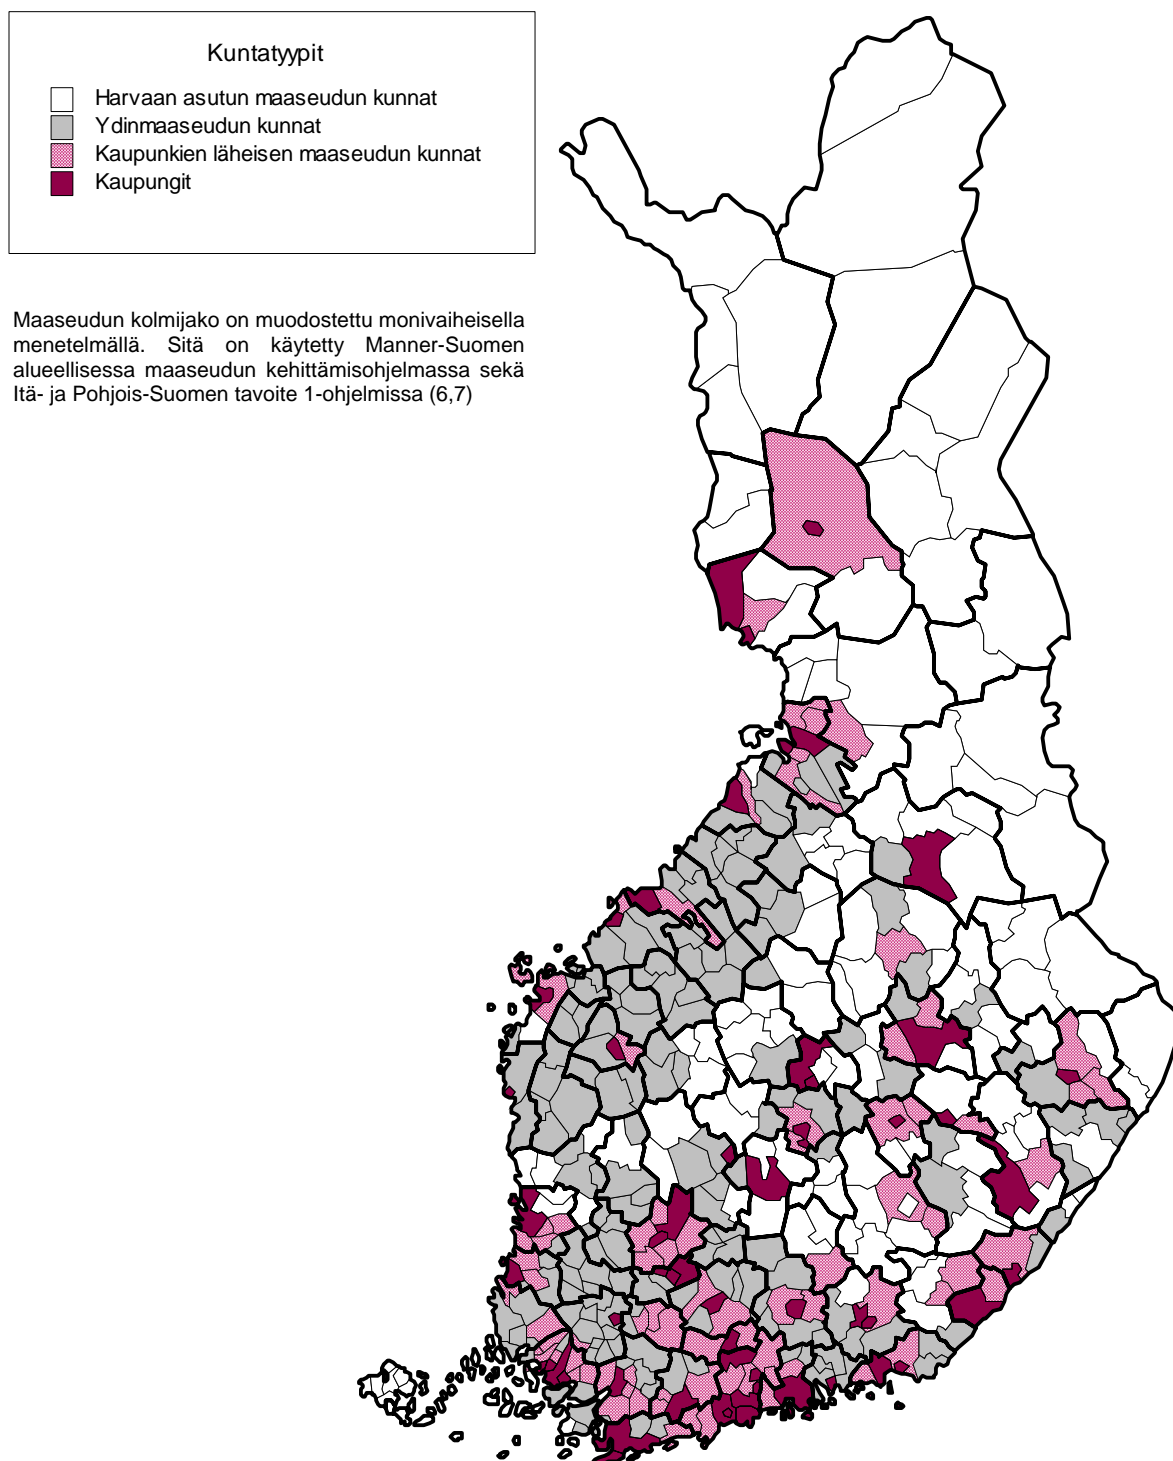 Kuntatyypit
Harvaan asutun maaseudun kunnat
Ydinmaaseudun kunnat
Kaupunkien läheisen maaseudun kunnat
Kaupungit
Maaseudun kolmijako on muodostettu monivaiheisella
menetelmällä. Sitä on käytetty Manner-Suomen
alueellisessa maaseudun kehittämisohjelmassa sekä
Itä- ja Pohjois-Suomen tavoite 1-ohjelmissa (6,7)